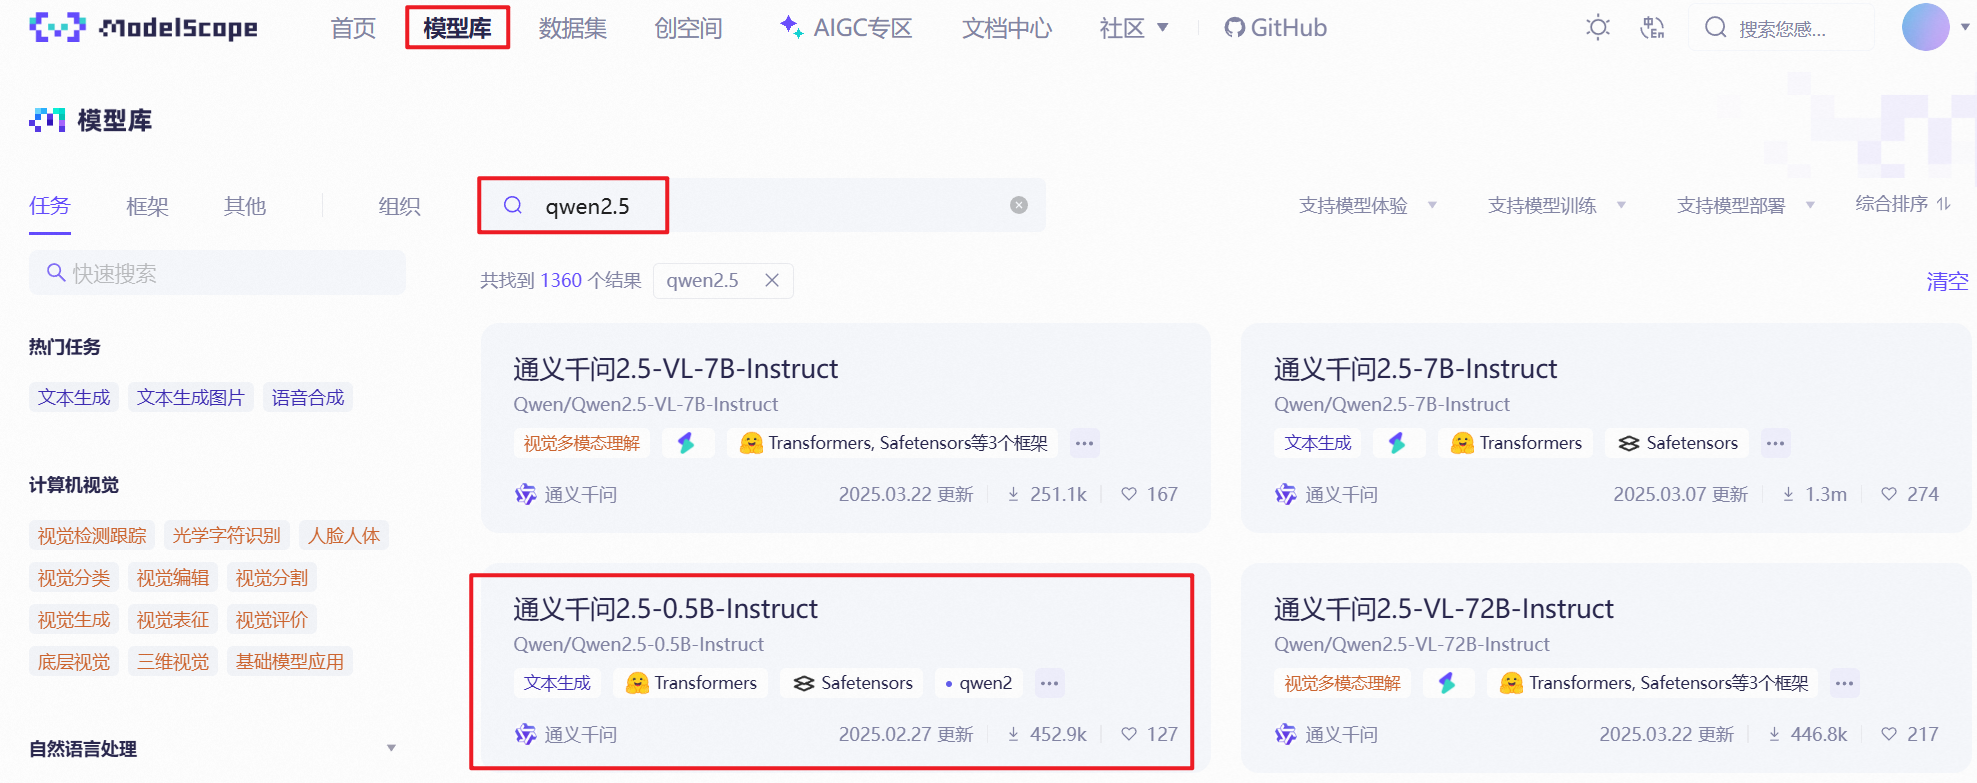 ModelScope 首页 模型库 数据集 创空间 AIGC专区 文档中心 社区 GitHub 搜索您感...
模型库
任务 框架 其他 组织 qwen2.5 支持模型体验 支持模型训练 支持模型部署 综合排序
快速搜索
共找到 1360 个结果 qwen2.5 清空
热门任务
文本生成 文本生成图片 语音合成
计算机视觉
视觉检测跟踪 光学字符识别 人脸人体
视觉分类 视觉编辑 视觉分割
视觉生成 视觉表征 视觉评价
底层视觉 三维视觉 基础模型应用
自然语言处理
通义千问2.5-VL-7B-Instruct
Qwen/Qwen2.5-VL-7B-Instruct
视觉多模态理解 Transformers, Safetensors等3个框架 ···
通义千问 2025.03.22 更新 251.1k 167
通义千问2.5-7B-Instruct
Qwen/Qwen2.5-7B-Instruct
文本生成 Transformers Safetensors ···
通义千问 2025.03.07 更新 1.3m 274
通义千问2.5-0.5B-Instruct
Qwen/Qwen2.5-0.5B-Instruct
文本生成 Transformers Safetensors • qwen2 ···
通义千问 2025.02.27 更新 452.9k 127
通义千问2.5-VL-72B-Instruct
Qwen/Qwen2.5-VL-72B-Instruct
视觉多模态理解 Transformers, Safetensors等3个框架 ···
通义千问 2025.03.22 更新 446.8k 217